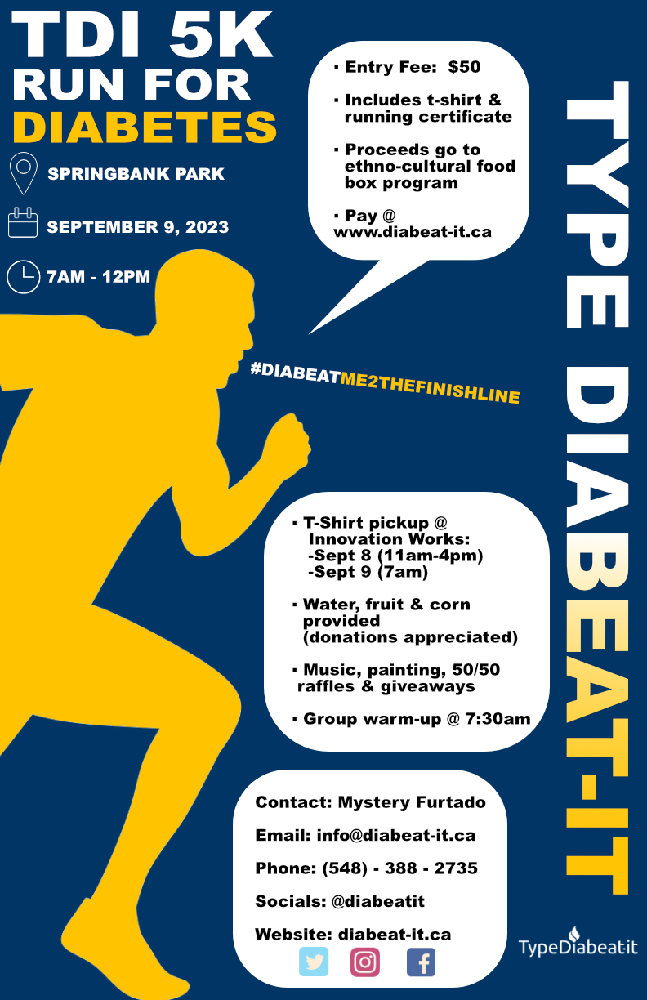 TDI 5K
RUN FOR
DIABETES
SPRINGBANK PARK
SEPTEMBER 9, 2023
7AM - 12PM
· Entry Fee: $50
· Includes t-shirt &
running certificate
· Proceeds go to
ethno-cultural food
box program
· Pay @
www.diabeat-it.ca
#DIABEATME2THEFINISHLINE
TYPE DIABEAT-IT
· T-Shirt pickup @
Innovation Works:
-Sept 8 (11am-4pm)
-Sept 9 (7am)
· Water, fruit & corn
provided
(donations appreciated)
· Music, painting, 50/50
raffles & giveaways
· Group warm-up @ 7:30am
Contact: Mystery Furtado
Email: info@diabeat-it.ca
Phone: (548) - 388 - 2735
Socials: @diabeatit
Website: diabeat-it.ca
TypeDiabeat-it